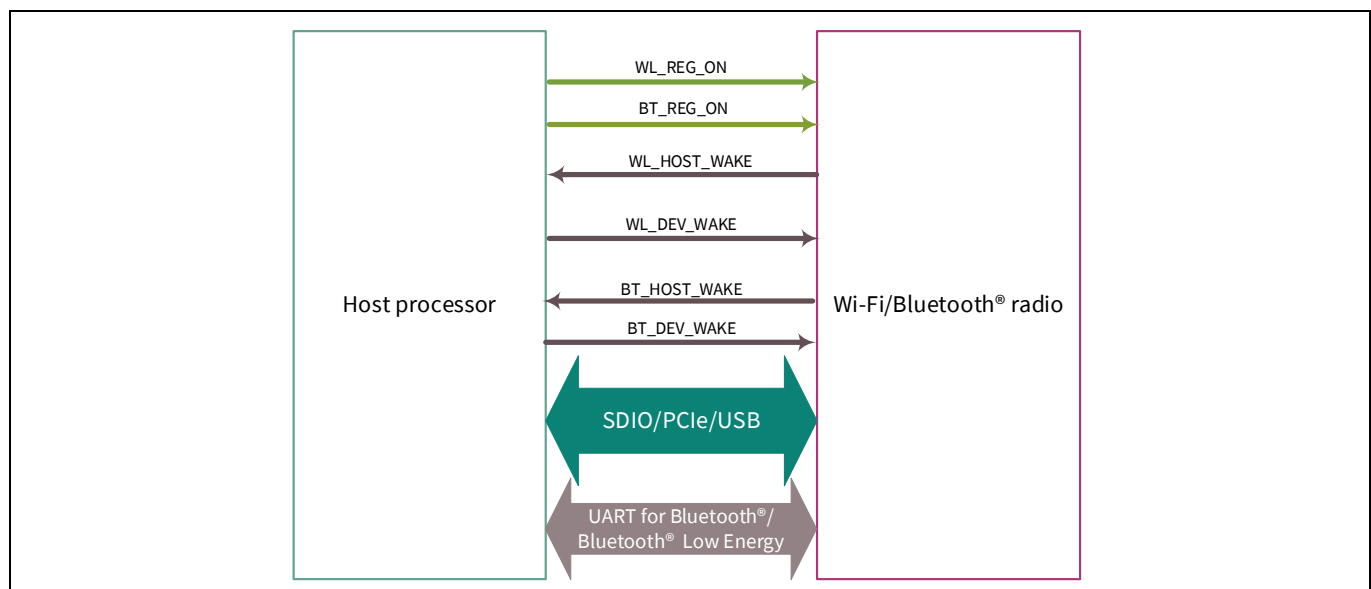 WL_REG_ON
BT_REG_ON
WL_HOST_WAKE
WL_DEV_WAKE
BT_HOST_WAKE
Host processor
Wi-Fi/Bluetooth® radio
BT_DEV_WAKE
SDIO/PCIe/USB
UART for Bluetooth®/
Bluetooth® Low Energy